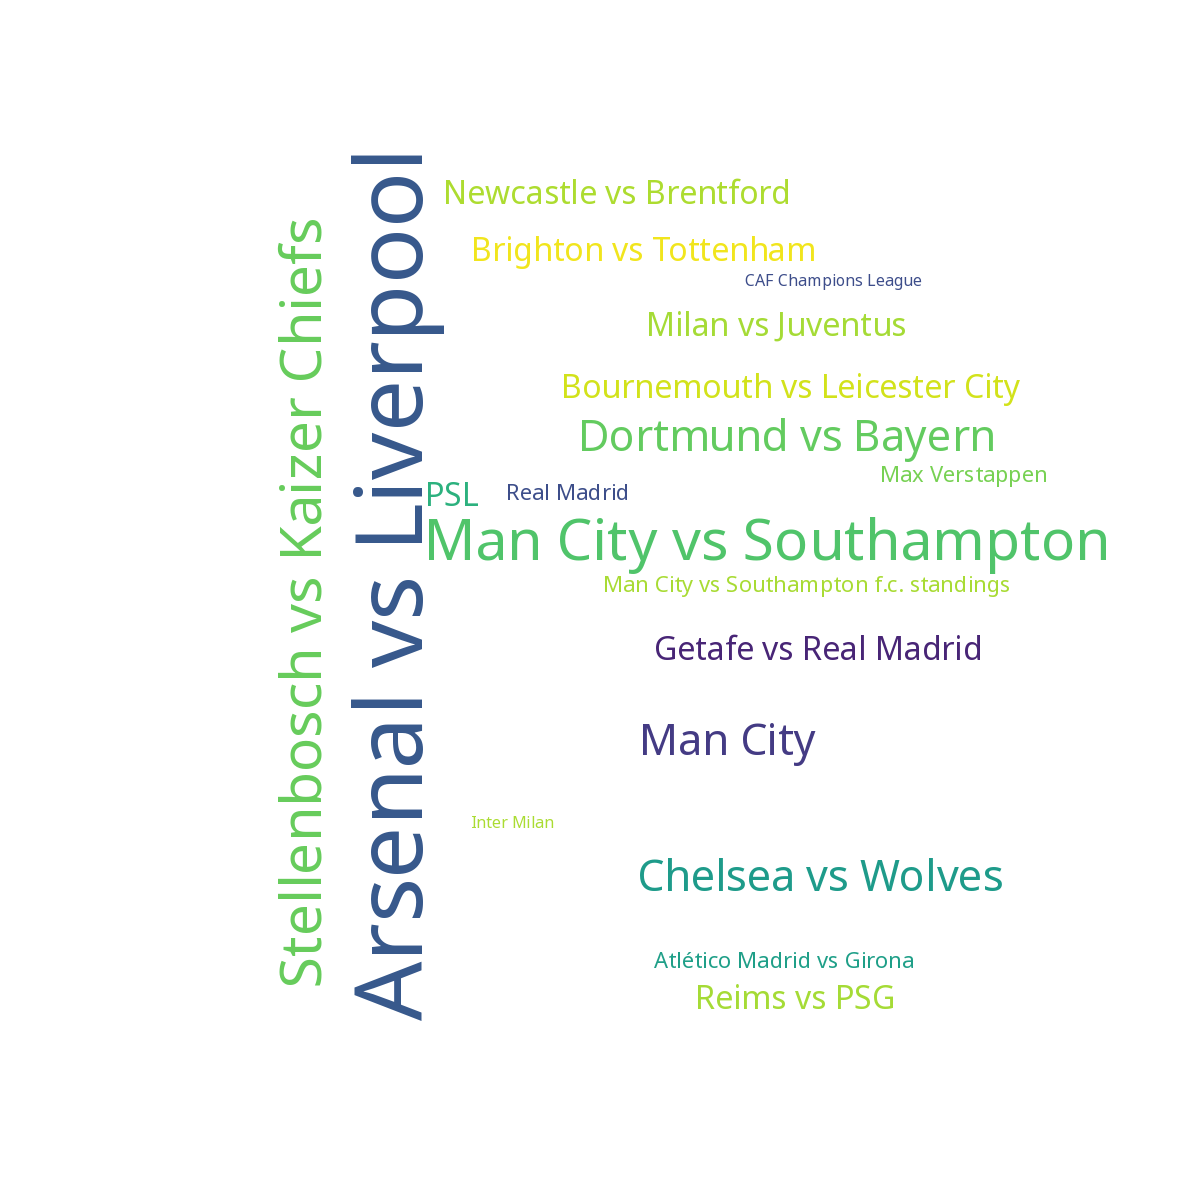 Stellenbosch vs Kaizer Chiefs
Arsenal vs Liverpool
Newcastle vs Brentford
Brighton vs Tottenham
CAF Champions League
Milan vs Juventus
Bournemouth vs Leicester City
Dortmund vs Bayern
Max Verstappen
PSL
Real Madrid
Man City vs Southampton
Man City vs Southampton f.c. standings
Getafe vs Real Madrid
Man City
Inter Milan
Chelsea vs Wolves
Atlético Madrid vs Girona
Reims vs PSG